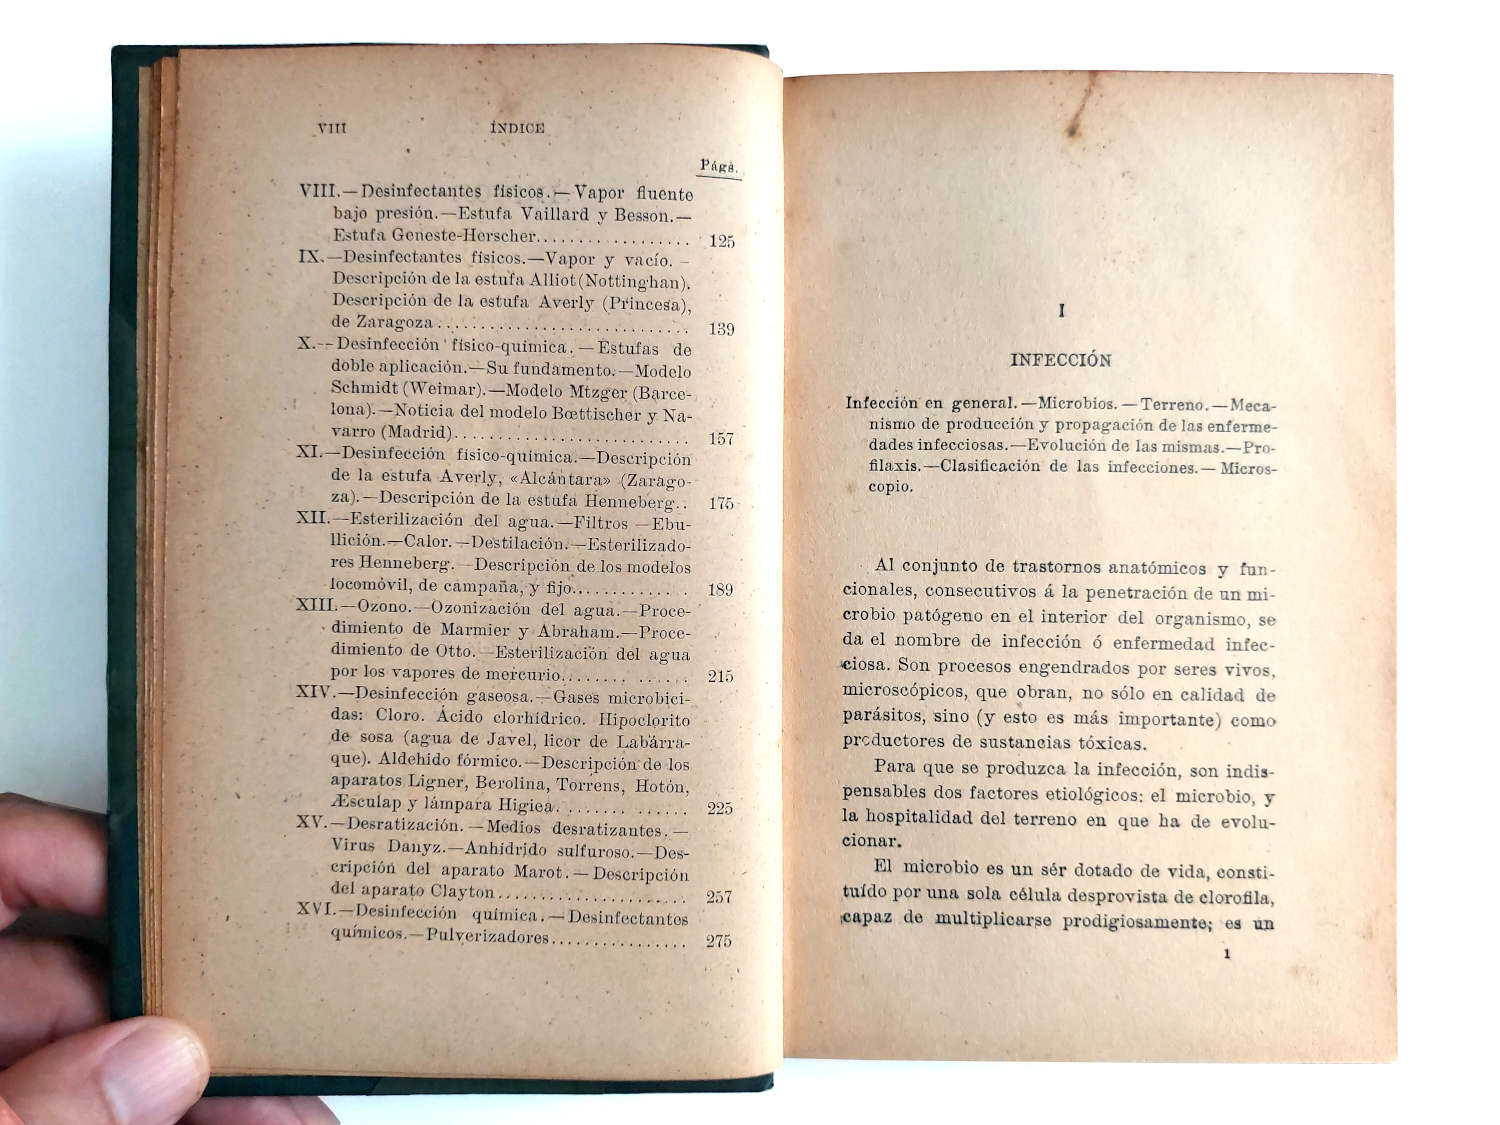 VIII
ÍNDICE
Págs.
VIII.—Desinfectantes físicos.—Vapor fluente
bajo presión.—Estufa Vaillard y Besson.—
Estufa Geneste-Herscher.................. 125
IX.—Desinfectantes físicos.—Vapor y vacío. –
Descripción de la estufa Alliot (Nottinghan).
Descripción de la estufa Averly (Princesa),
de Zaragoza.............................. 139
X.—Desinfección físico-química.—Estufas de
doble aplicación.—Su fundamento.—Modelo
Schmidt (Weimar).—Modelo Mtzger (Barce-
lona).—Noticia del modelo Bœttischer y Na-
varro (Madrid)............................ 157
XI.—Desinfección físico-química.—Descripción
de la estufa Averly, «Alcántara» (Zarago-
za).—Descripción de la estufa Henneberg.. 175
XII.—Esterilización del agua.—Filtros—Ebu-
llición.—Calor.—Destilación.—Esterilizado-
res Henneberg.—Descripción de los modelos
locomóvil, de campaña, y fijo............. 189
XIII.—Ozono.—Ozonización del agua.—Proce-
dimiento de Marmier y Abraham.—Proce-
dimiento de Otto.—Esterilización del agua
por los vapores de mercurio............... 215
XIV.—Desinfección gaseosa.—Gases microbici-
das: Cloro. Ácido clorhídrico. Hipoclorito
de sosa (agua de Javel, licor de Labarra-
que). Aldehido fórmico.—Descripción de los
aparatos Ligner, Berolina, Torrens, Hotón,
Æsculap y lámpara Higiea................ 225
XV.—Desratización.—Medios desratizantes.—
Virus Danyz.—Anhídrido sulfuroso.—Des-
cripción del aparato Marot.—Descripción
del aparato Clayton....................... 257
XVI.—Desinfección química.—Desinfectantes
químicos.—Pulverizadores................. 275
I
INFECCIÓN
Infección en general.—Microbios.—Terreno.—Meca-
nismo de producción y propagación de las enferme-
dades infecciosas.—Evolución de las mismas.—Pro-
filaxis.—Clasificación de las infecciones.—Micros-
copio.
Al conjunto de trastornos anatómicos y fun-
cionales, consecutivos á la penetración de un mi-
crobio patógeno en el interior del organismo, se
da el nombre de infección ó enfermedad infec-
ciosa. Son procesos engendrados por seres vivos,
microscópicos, que obran, no sólo en calidad de
parásitos, sino (y esto es más importante) como
productores de sustancias tóxicas.
Para que se produzca la infección, son indis-
pensables dos factores etiológicos: el microbio, y
la hospitalidad del terreno en que ha de evolu-
cionar.
El microbio es un sér dotado de vida, consti-
tuído por una sola célula desprovista de clorofila,
capaz de multiplicarse prodigiosamente; es un
1